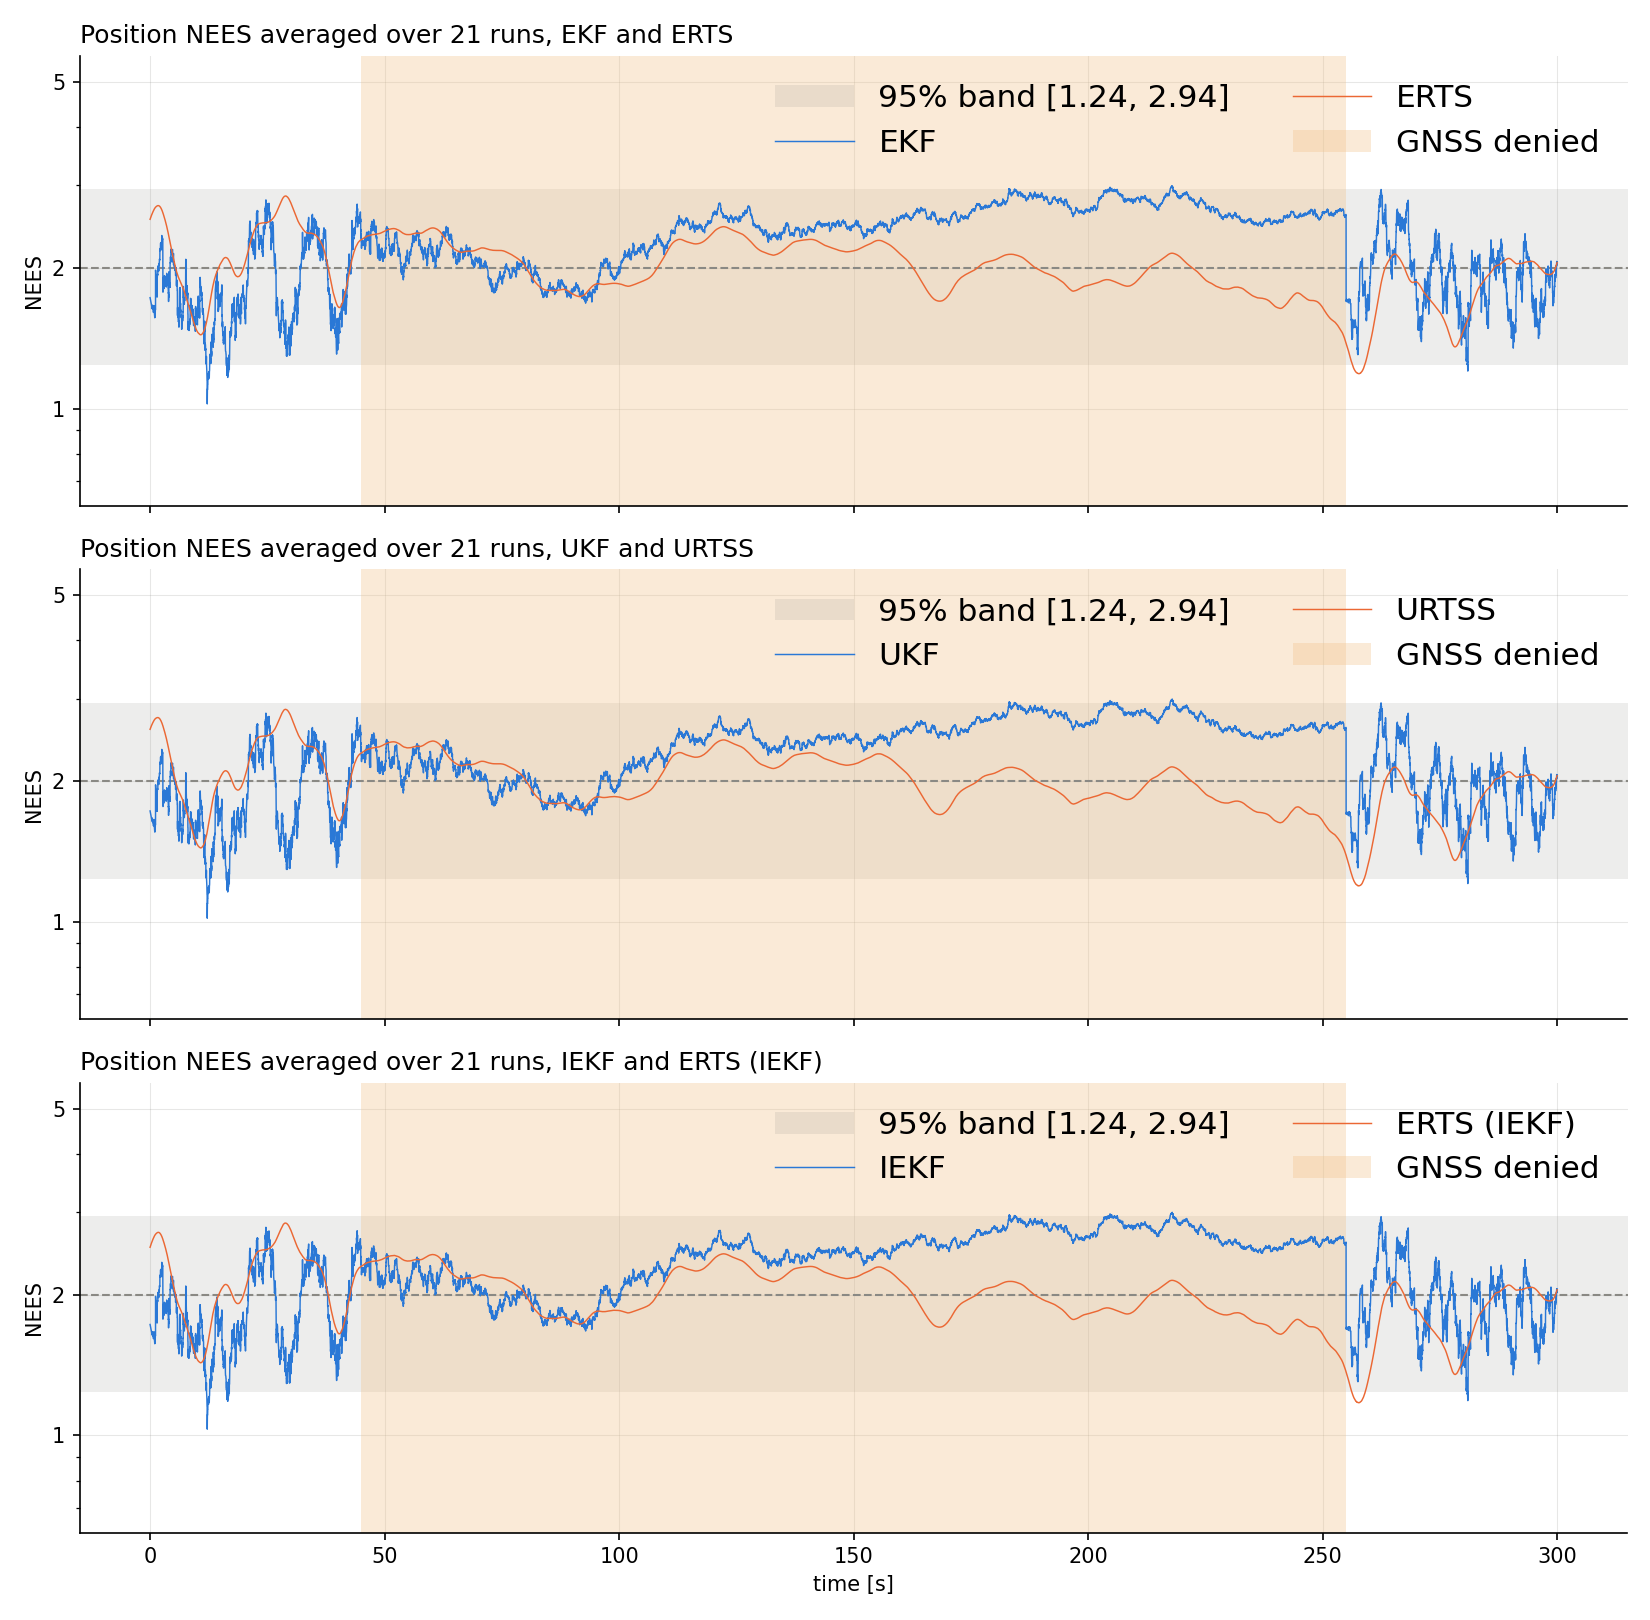 Position NEES averaged over 21 runs, EKF and ERTS
95% band [1.24, 2.94]
EKF
ERTS
GNSS denied
5
2
1
NEES
Position NEES averaged over 21 runs, UKF and URTSS
95% band [1.24, 2.94]
UKF
URTSS
GNSS denied
5
2
1
NEES
Position NEES averaged over 21 runs, IEKF and ERTS (IEKF)
95% band [1.24, 2.94]
IEKF
ERTS (IEKF)
GNSS denied
5
2
1
NEES
0 50 100 150 200 250 300
time [s]